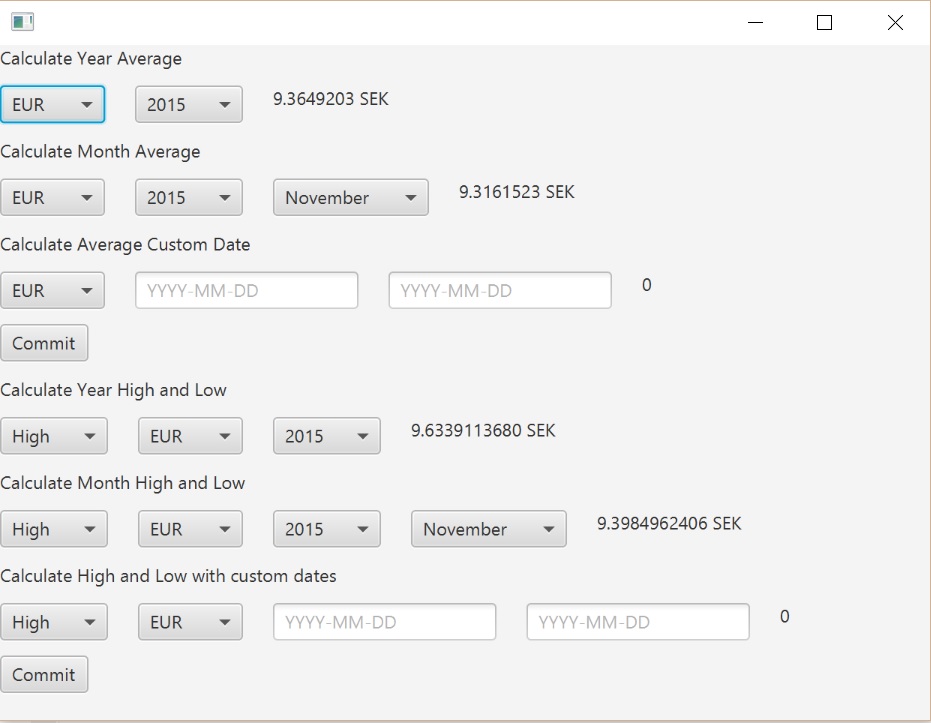 Calculate Year Average
EUR 2015 9.3649203 SEK
Calculate Month Average
EUR 2015 November 9.3161523 SEK
Calculate Average Custom Date
EUR YYYY-MM-DD YYYY-MM-DD 0
Commit
Calculate Year High and Low
High EUR 2015 9.6339113680 SEK
Calculate Month High and Low
High EUR 2015 November 9.3984962406 SEK
Calculate High and Low with custom dates
High EUR YYYY-MM-DD YYYY-MM-DD 0
Commit